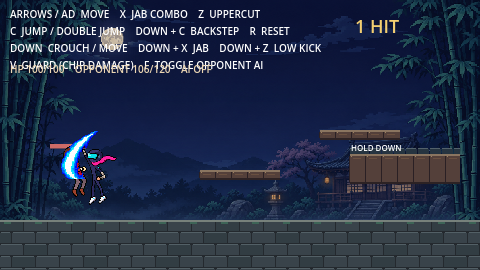 ARROWS / AD  MOVE    X  JAB COMBO    Z  UPPERCUT
C  JUMP / DOUBLE JUMP    DOWN + C  BACKSTEP    R  RESET
DOWN  CROUCH / MOVE    DOWN + X  JAB    DOWN + Z  LOW KICK
V  GUARD (CHIP DAMAGE)    F  TOGGLE OPPONENT AI
HP 100/100    OPPONENT 106/120    AI OFF
1 HIT
HOLD DOWN